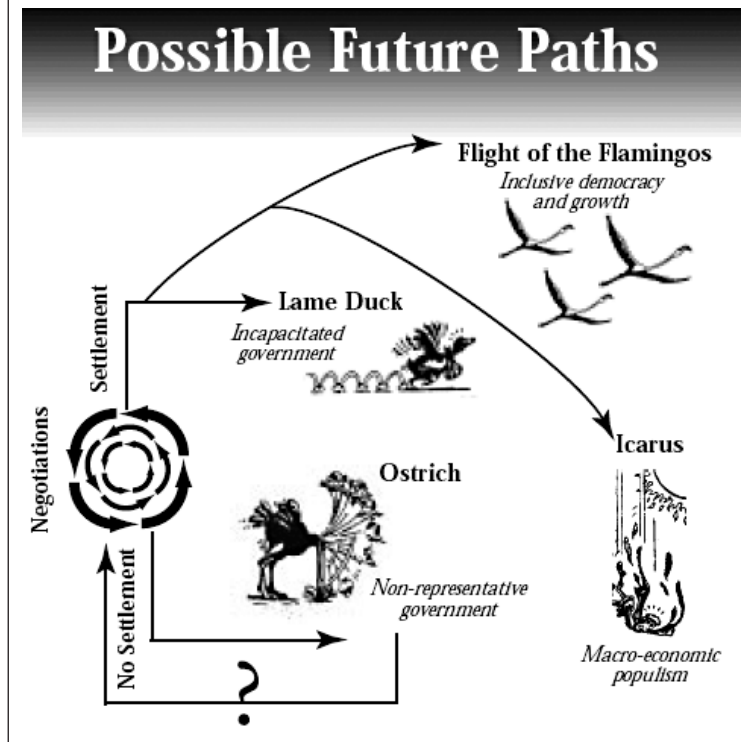 Possible Future Paths
Flight of the Flamingos
Inclusive democracy
and growth
Settlement
Lame Duck
Incapacitated
government
Negotiations
Icarus
Ostrich
No Settlement
Non-representative
government
Macro-economic
populism
?